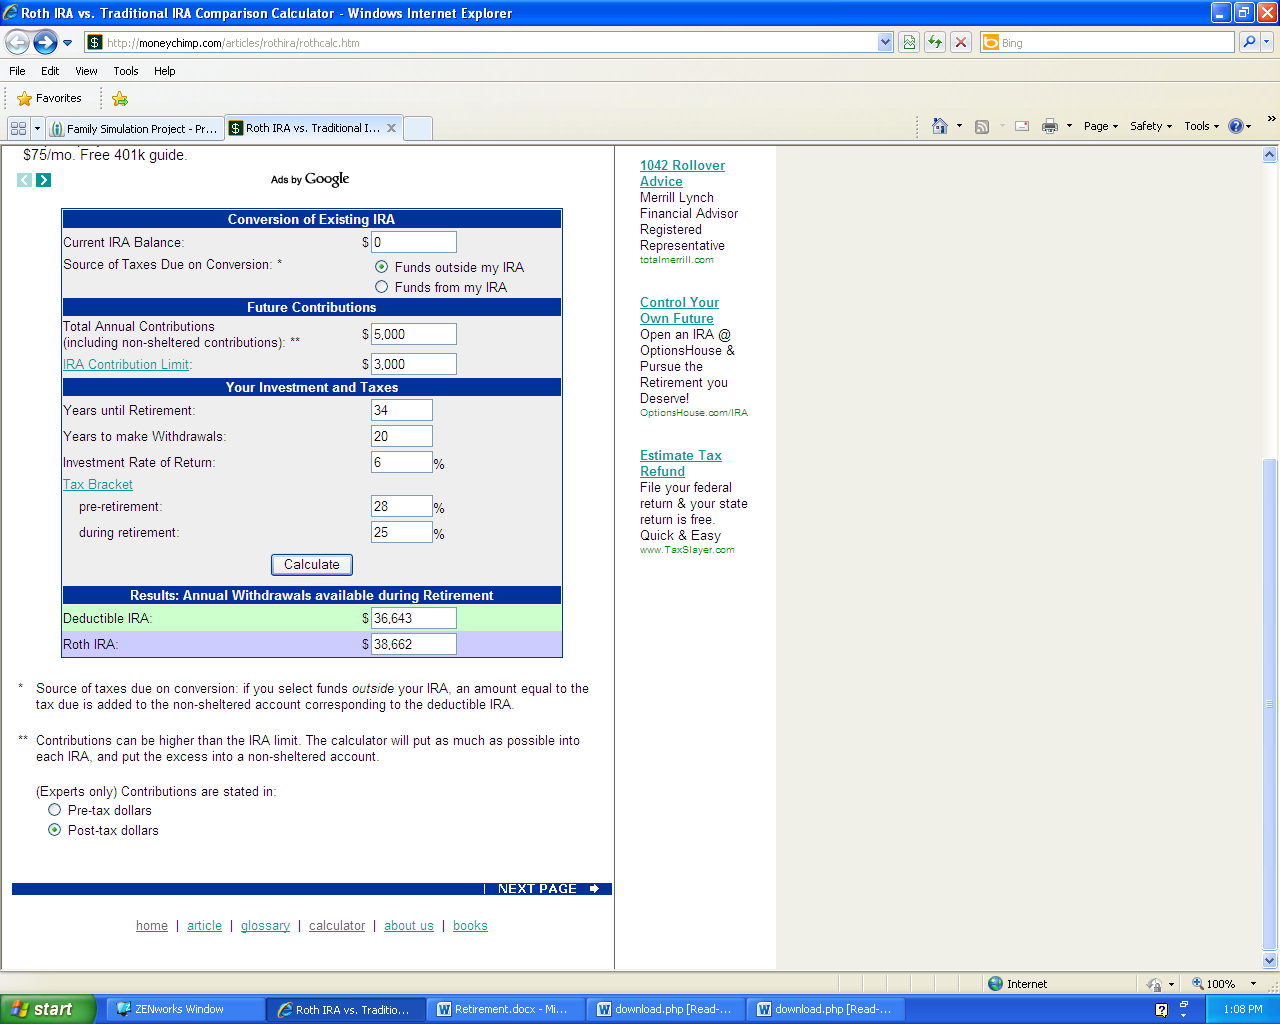 Roth IRA vs. Traditional IRA Comparison Calculator - Windows Internet Explorer
http://moneychimp.com/articles/rothira/rothcalc.htm
Bing
File Edit View Tools Help
Favorites
Family Simulation Project - Pr...
Roth IRA vs. Traditional I...
Page Safety Tools
$75/mo. Free 401k guide.
Ads by Google
Conversion of Existing IRA
Current IRA Balance: $ 0
Source of Taxes Due on Conversion: *
Funds outside my IRA
Funds from my IRA
Future Contributions
Total Annual Contributions
(including non-sheltered contributions): ** $ 5,000
IRA Contribution Limit: $ 3,000
Your Investment and Taxes
Years until Retirement: 34
Years to make Withdrawals: 20
Investment Rate of Return: 6 %
Tax Bracket
pre-retirement: 28 %
during retirement: 25 %
Calculate
Results: Annual Withdrawals available during Retirement
Deductible IRA: $ 36,643
Roth IRA: $ 38,662
* Source of taxes due on conversion: if you select funds outside your IRA, an amount equal to the
tax due is added to the non-sheltered account corresponding to the deductible IRA.
** Contributions can be higher than the IRA limit. The calculator will put as much as possible into
each IRA, and put the excess into a non-sheltered account.
(Experts only) Contributions are stated in:
Pre-tax dollars
Post-tax dollars
| NEXT PAGE
home | article | glossary | calculator | about us | books
1042 Rollover
Advice
Merrill Lynch
Financial Advisor
Registered
Representative
totalmerrill.com
Control Your
Own Future
Open an IRA @
OptionsHouse &
Pursue the
Retirement you
Deserve!
OptionsHouse.com/IRA
Estimate Tax
Refund
File your federal
return & your state
return is free.
Quick & Easy
www.TaxSlayer.com
Internet
100%
start
ZENworks Window
Roth IRA vs. Traditio...
Retirement.docx - Mi...
download.php [Read-...
download.php [Read-...
1:08 PM